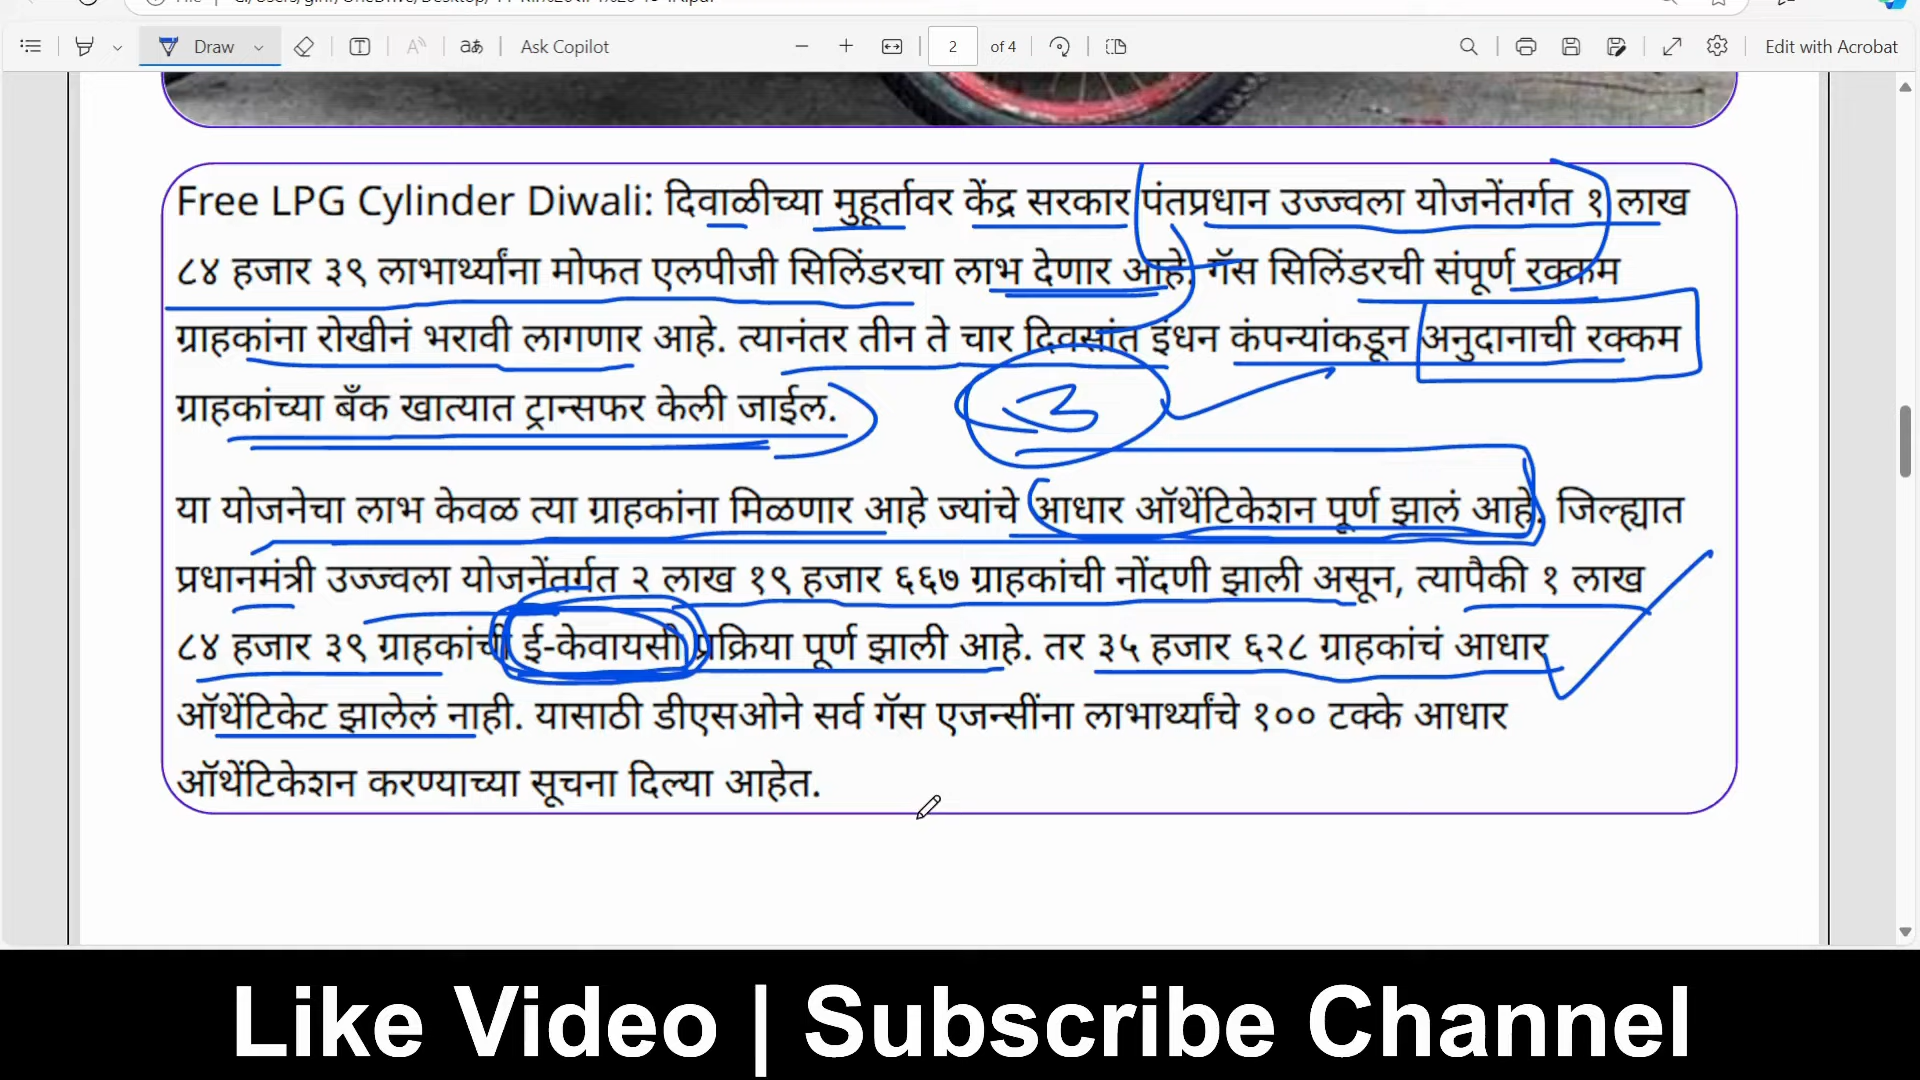 Draw
Ask Copilot
2 of 4
Edit with Acrobat
Free LPG Cylinder Diwali: दिवाळीच्या मुहूर्तावर केंद्र सरकार पंतप्रधान उज्ज्वला योजनेंतर्गत १ लाख
८४ हजार ३९ लाभार्थ्यांना मोफत एलपीजी सिलिंडरचा लाभ देणार आहे. गॅस सिलिंडरची संपूर्ण रक्कम
ग्राहकांना रोखीनं भरावी लागणार आहे. त्यानंतर तीन ते चार दिवसांत इंधन कंपन्यांकडून अनुदानाची रक्कम
ग्राहकांच्या बँक खात्यात ट्रान्सफर केली जाईल.
या योजनेचा लाभ केवळ त्या ग्राहकांना मिळणार आहे ज्यांचे आधार ऑथेंटिकेशन पूर्ण झालं आहे. जिल्ह्यात
प्रधानमंत्री उज्ज्वला योजनेंतर्गत २ लाख १९ हजार ६६७ ग्राहकांची नोंदणी झाली असून, त्यापैकी १ लाख
८४ हजार ३९ ग्राहकांची ई-केवायसी प्रक्रिया पूर्ण झाली आहे. तर ३५ हजार ६२८ ग्राहकांचं आधार
ऑथेंटिकेट झालेलं नाही. यासाठी डीएसओने सर्व गॅस एजन्सींना लाभार्थ्यांचे १०० टक्के आधार
ऑथेंटिकेशन करण्याच्या सूचना दिल्या आहेत.
Like Video | Subscribe Channel